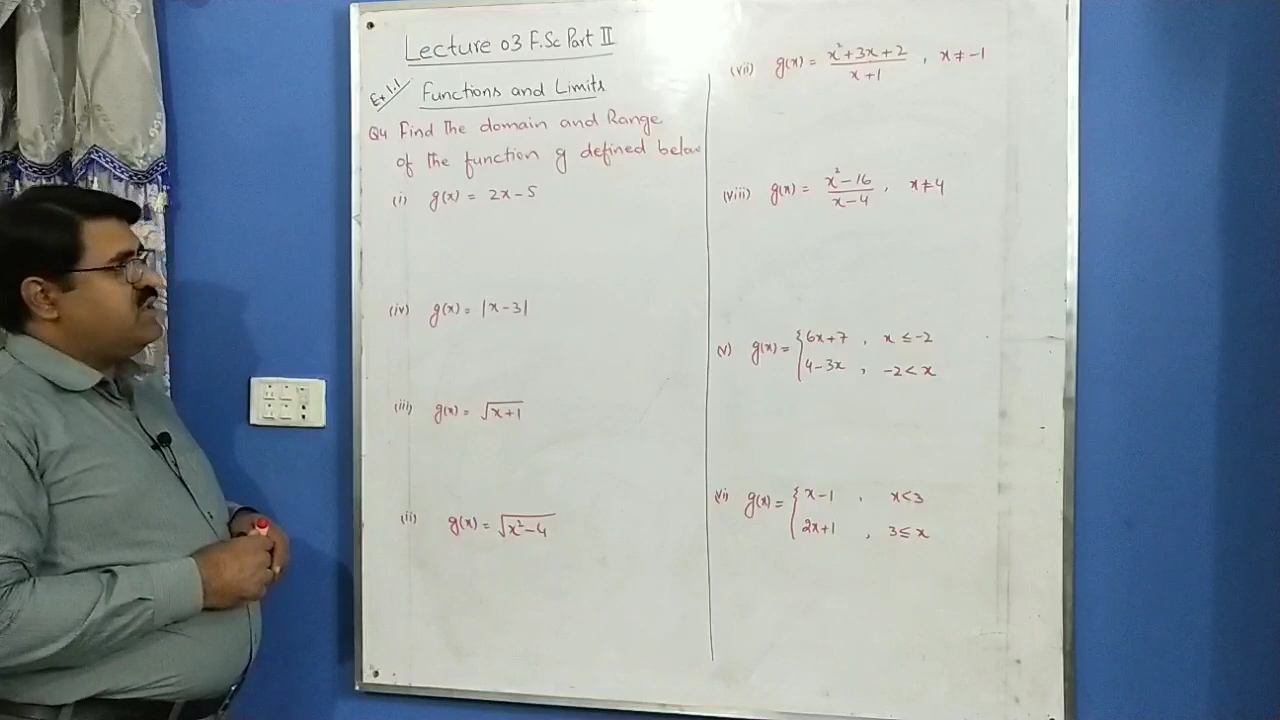 Lecture 03 F.Sc Part II
Ex 1.1 Functions and Limits
Q4 Find The domain and Range
of the function g defined below
(i) g(x) = 2x-5
(iv) g(x) = |x-3|
(iii) g(x) = √(x+1)
(ii) g(x) = √(x²-4)
(vii) g(x) = (x²+3x+2)/(x+1) , x≠-1
(viii) g(x) = (x²-16)/(x-4) , x≠4
(v) g(x) = { 6x+7 , x ≤ -2
4-3x , -2 < x
(vi) g(x) = { x-1 , x<3
2x+1 , 3 ≤ x